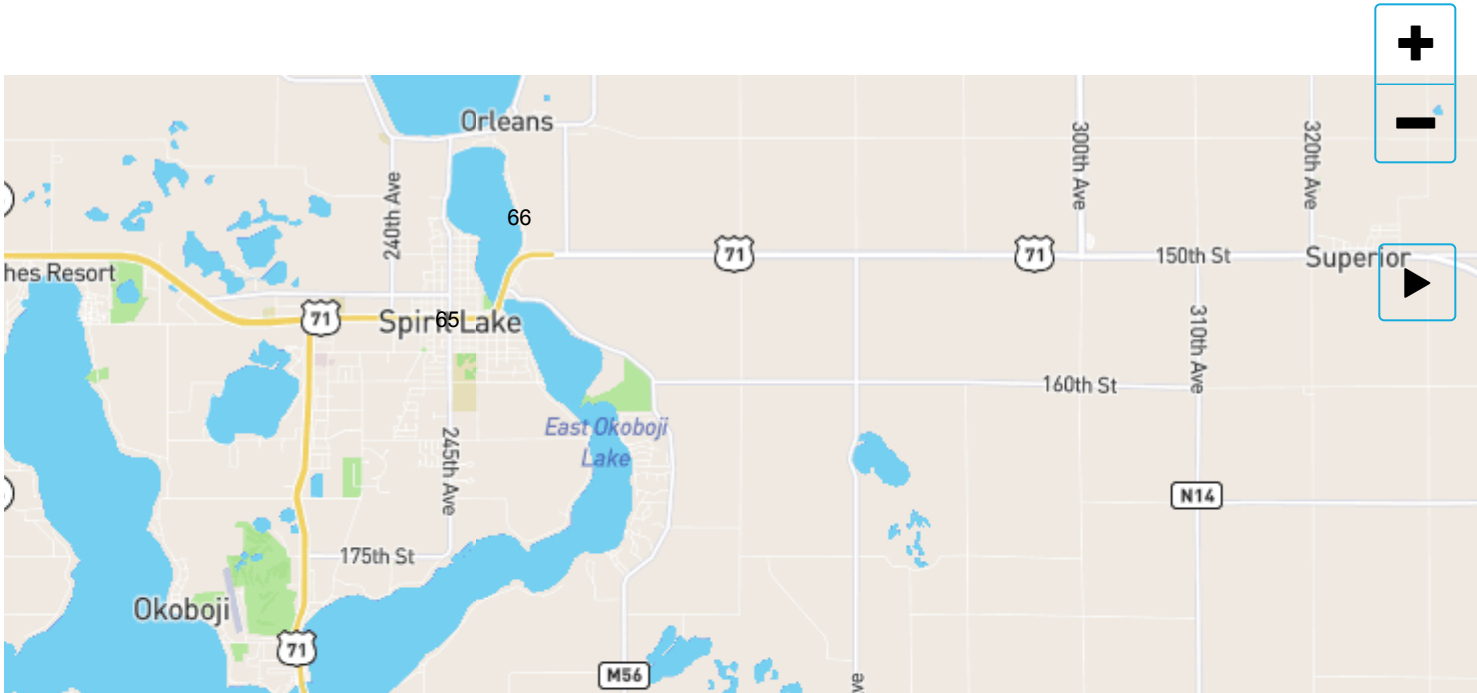 Orleans
300th Ave
320th Ave
240th Ave
66
71
71
150th St
Superior
hes Resort
71
Spirit Lake
65
310th Ave
160th St
East Okoboji
Lake
245th Ave
N14
175th St
Okoboji
71
M56